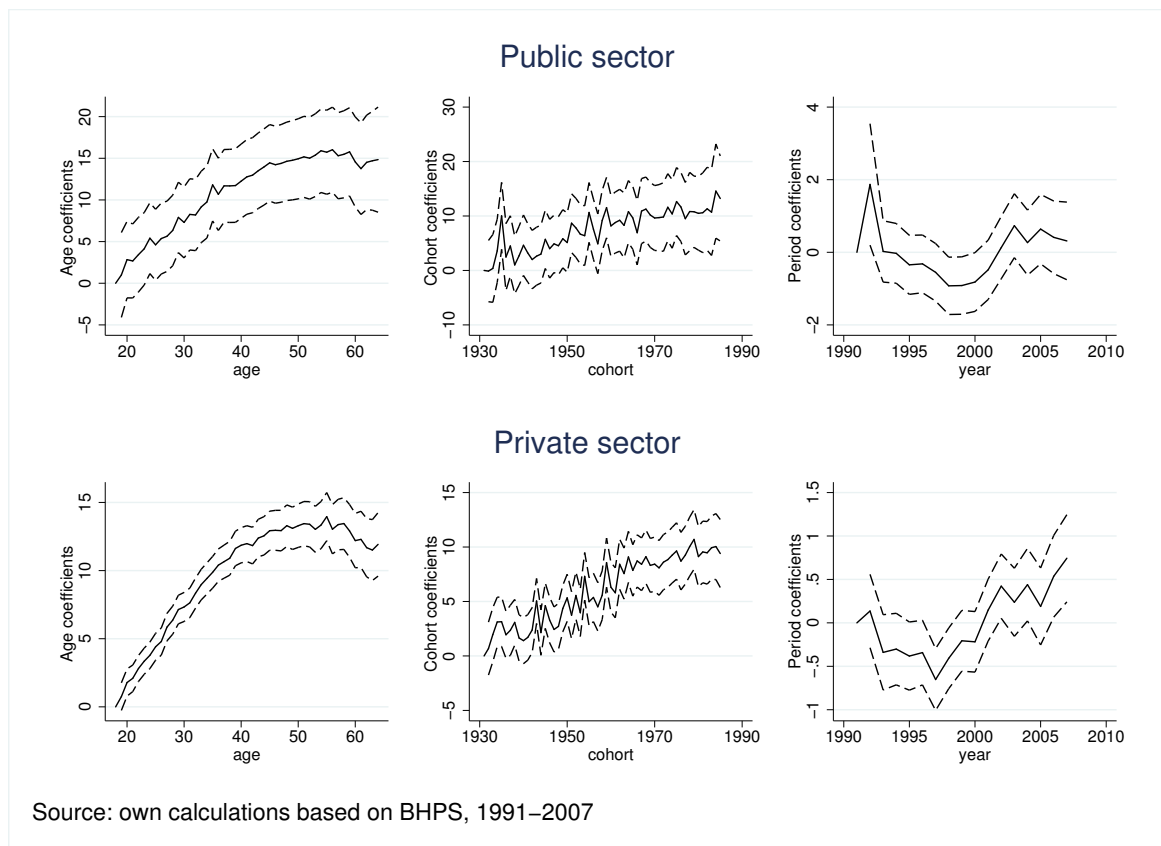 Public sector
Age coefficients
−5 0 5 10 15 20
20 30 40 50 60
age
Cohort coefficients
−10 0 10 20 30
1930 1950 1970 1990
cohort
Period coefficients
−2 0 2 4
1990 1995 2000 2005 2010
year
Private sector
Age coefficients
0 5 10 15
20 30 40 50 60
age
Cohort coefficients
−5 0 5 10 15
1930 1950 1970 1990
cohort
Period coefficients
−1 −.5 0 .5 1 1.5
1990 1995 2000 2005 2010
year
Source: own calculations based on BHPS, 1991−2007